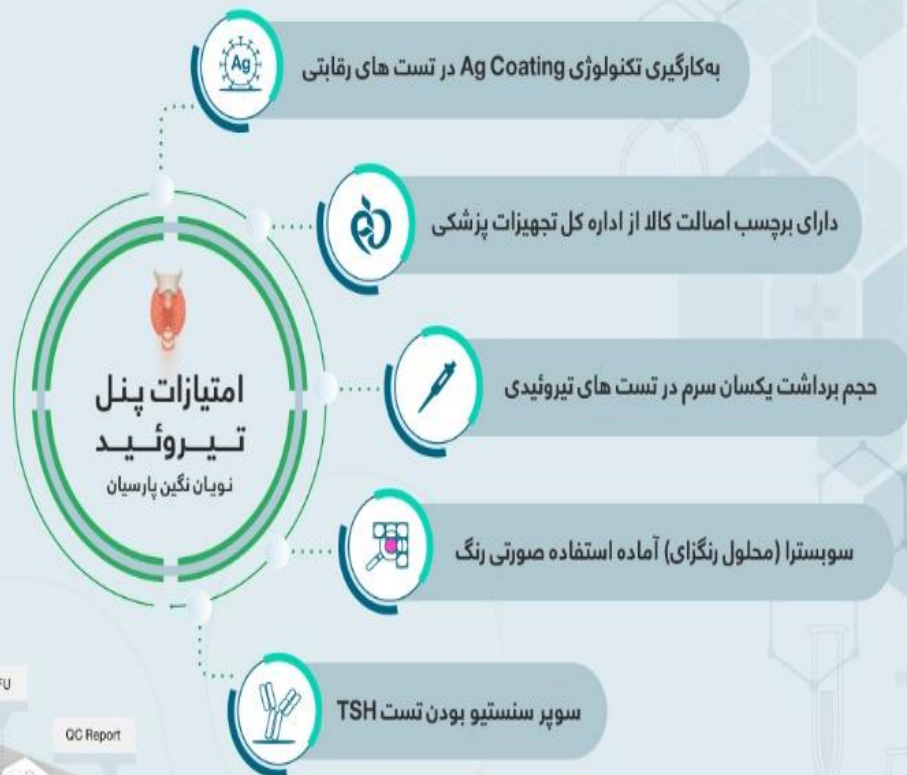 به‌کارگیری تکنولوژی Ag Coating در تست های رقابتی
Ag
دارای برچسب اصالت کالا از اداره کل تجهیزات پزشکی
حجم برداشت یکسان سرم در تست های تیروئیدی
امتیازات پنل
تیـــروئـــیـــد
نویان نگین پارسیان
سوبسترا (محلول رنگزای) آماده استفاده صورتی رنگ
سوپر سنستیو بودن تست TSH
QC Report